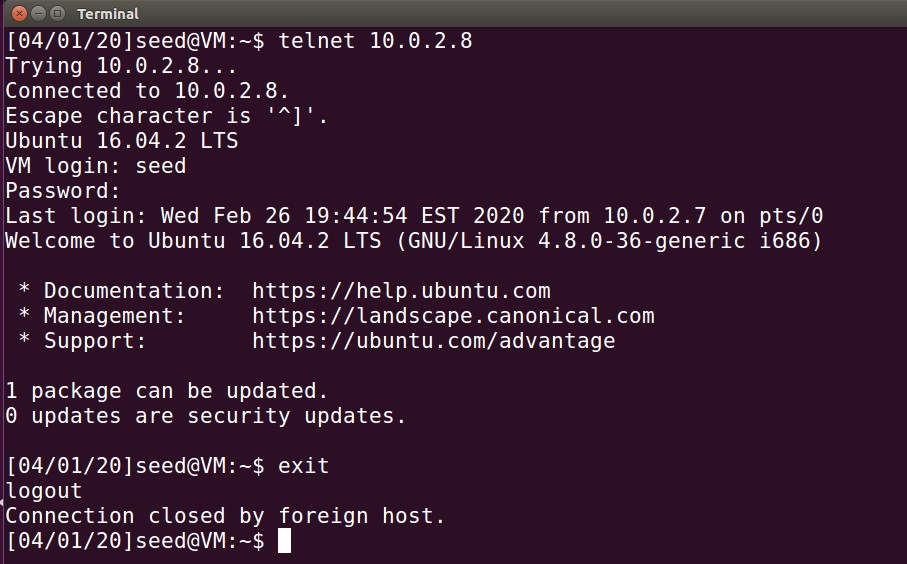 Terminal
[04/01/20]seed@VM:~$ telnet 10.0.2.8
Trying 10.0.2.8...
Connected to 10.0.2.8.
Escape character is '^]'.
Ubuntu 16.04.2 LTS
VM login: seed
Password:
Last login: Wed Feb 26 19:44:54 EST 2020 from 10.0.2.7 on pts/0
Welcome to Ubuntu 16.04.2 LTS (GNU/Linux 4.8.0-36-generic i686)
 * Documentation:  https://help.ubuntu.com
 * Management:     https://landscape.canonical.com
 * Support:        https://ubuntu.com/advantage
1 package can be updated.
0 updates are security updates.
[04/01/20]seed@VM:~$ exit
logout
Connection closed by foreign host.
[04/01/20]seed@VM:~$